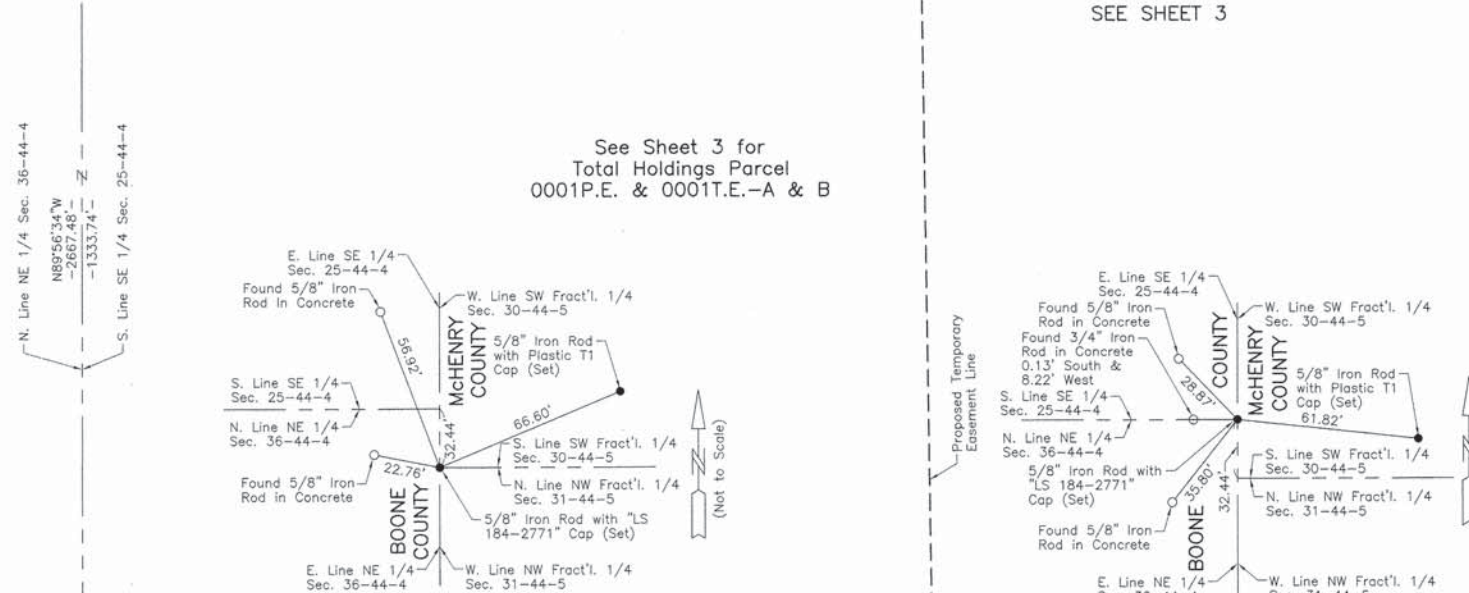 N. Line NE 1/4 Sec. 36-44-4
N89°56'34"W
-2667.48'-
-1333.74'-
S. Line SE 1/4 Sec. 25-44-4
See Sheet 3 for
Total Holdings Parcel
0001P.E. & 0001T.E.-A & B
E. Line SE 1/4
Sec. 25-44-4
Found 5/8" Iron
Rod In Concrete
W. Line SW Fract'l. 1/4
Sec. 30-44-5
McHENRY
COUNTY
5/8" Iron Rod
with Plastic T1
Cap (Set)
56.92'
66.60'
S. Line SE 1/4
Sec. 25-44-4
N. Line NE 1/4
Sec. 36-44-4
32.44'
S. Line SW Fract'l. 1/4
Sec. 30-44-5
22.76'
Found 5/8" Iron
Rod in Concrete
N. Line NW Fract'l. 1/4
Sec. 31-44-5
BOONE
COUNTY
5/8" Iron Rod with "LS
184-2771" Cap (Set)
E. Line NE 1/4
Sec. 36-44-4
W. Line NW Fract'l. 1/4
Sec. 31-44-5
N
(Not to Scale)
SEE SHEET 3
Proposed Temporary
Easement Line
E. Line SE 1/4
Sec. 25-44-4
Found 5/8" Iron
Rod in Concrete
Found 3/4" Iron
Rod in Concrete
0.13' South &
8.22' West
W. Line SW Fract'l. 1/4
Sec. 30-44-5
COUNTY
McHENRY
COUNTY
5/8" Iron Rod
with Plastic T1
Cap (Set)
28.87'
61.82'
S. Line SE 1/4
Sec. 25-44-4
N. Line NE 1/4
Sec. 36-44-4
5/8" Iron Rod with
"LS 184-2771"
Cap (Set)
35.80'
32.44'
S. Line SW Fract'l. 1/4
Sec. 30-44-5
N. Line NW Fract'l. 1/4
Sec. 31-44-5
Found 5/8" Iron
Rod in Concrete
BOONE
E. Line NE 1/4
W. Line NW Fract'l. 1/4